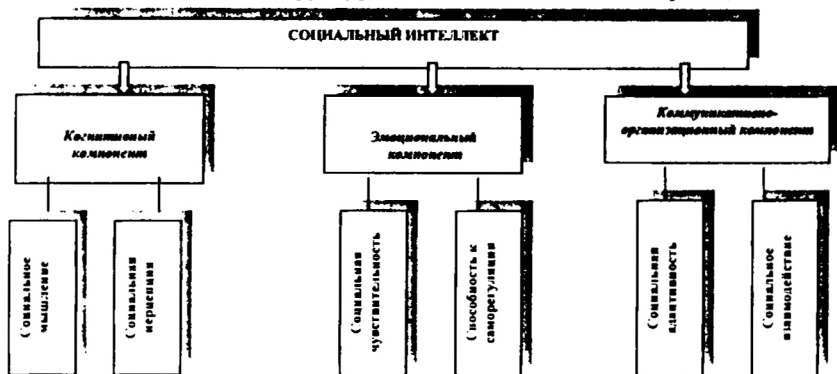 СОЦИАЛЬНЫЙ ИНТЕЛЛЕКТ
Когнитивный
компонент
Эмоциональный
компонент
Коммуникативно-
организационный компонент
Социальное
мышление
Социальная
перцепция
Социальная
чувствительность
Способность к
саморегуляции
Социальная
адаптивность
Социальное
взаимодействие